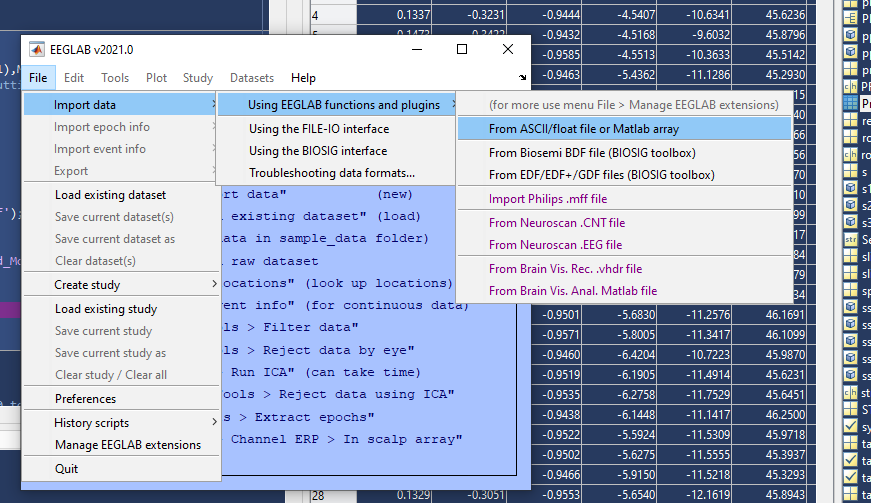 EEGLAB v2021.0
File Edit Tools Plot Study Datasets Help
Import data
Import epoch info
Import event info
Export
Load existing dataset
Save current dataset(s)
Save current dataset as
Clear dataset(s)
Create study
Load existing study
Save current study
Save current study as
Clear study / Clear all
Preferences
History scripts
Manage EEGLAB extensions
Quit
Using EEGLAB functions and plugins
Using the FILE-IO interface
Using the BIOSIG interface
Troubleshooting data formats...
(for more use menu File > Manage EEGLAB extensions)
From ASCII/float file or Matlab array
From Biosemi BDF file (BIOSIG toolbox)
From EDF/EDF+/GDF files (BIOSIG toolbox)
Import Philips .mff file
From Neuroscan .CNT file
From Neuroscan .EEG file
From Brain Vis. Rec. .vhdr file
From Brain Vis. Anal. Matlab file
rt data" (new)
existing dataset" (load)
data in sample_data folder)
raw dataset
locations" (look up locations)
vent info" (for continuous data)
ols > Filter data"
ols > Reject data by eye"
> Run ICA" (can take time)
Tools > Reject data using ICA"
s > Extract epochs"
Channel ERP > In scalp array"
4 0.1337 -0.3231 -0.9444 -4.5407 -10.6341 45.6236
-0.9432 -4.5168 -9.6032 45.8796
-0.9585 -4.5513 -10.3633 45.5142
-0.9463 -5.4362 -11.1286 45.2930
-0.9501 -5.6830 -11.2576 46.1691
-0.9571 -5.8005 -11.3417 46.1099
-0.9460 -6.4204 -10.7223 45.9870
-0.9519 -6.1905 -11.4914 45.6231
-0.9535 -6.2758 -11.7529 45.6451
-0.9438 -6.1448 -11.1417 46.2500
-0.9522 -5.5924 -11.5309 45.9718
-0.9502 -5.6275 -11.5555 45.3937
-0.9466 -5.9150 -11.5218 45.3293
28 0.1329 -0.3051 -0.9553 -5.6540 -12.1619 45.8943